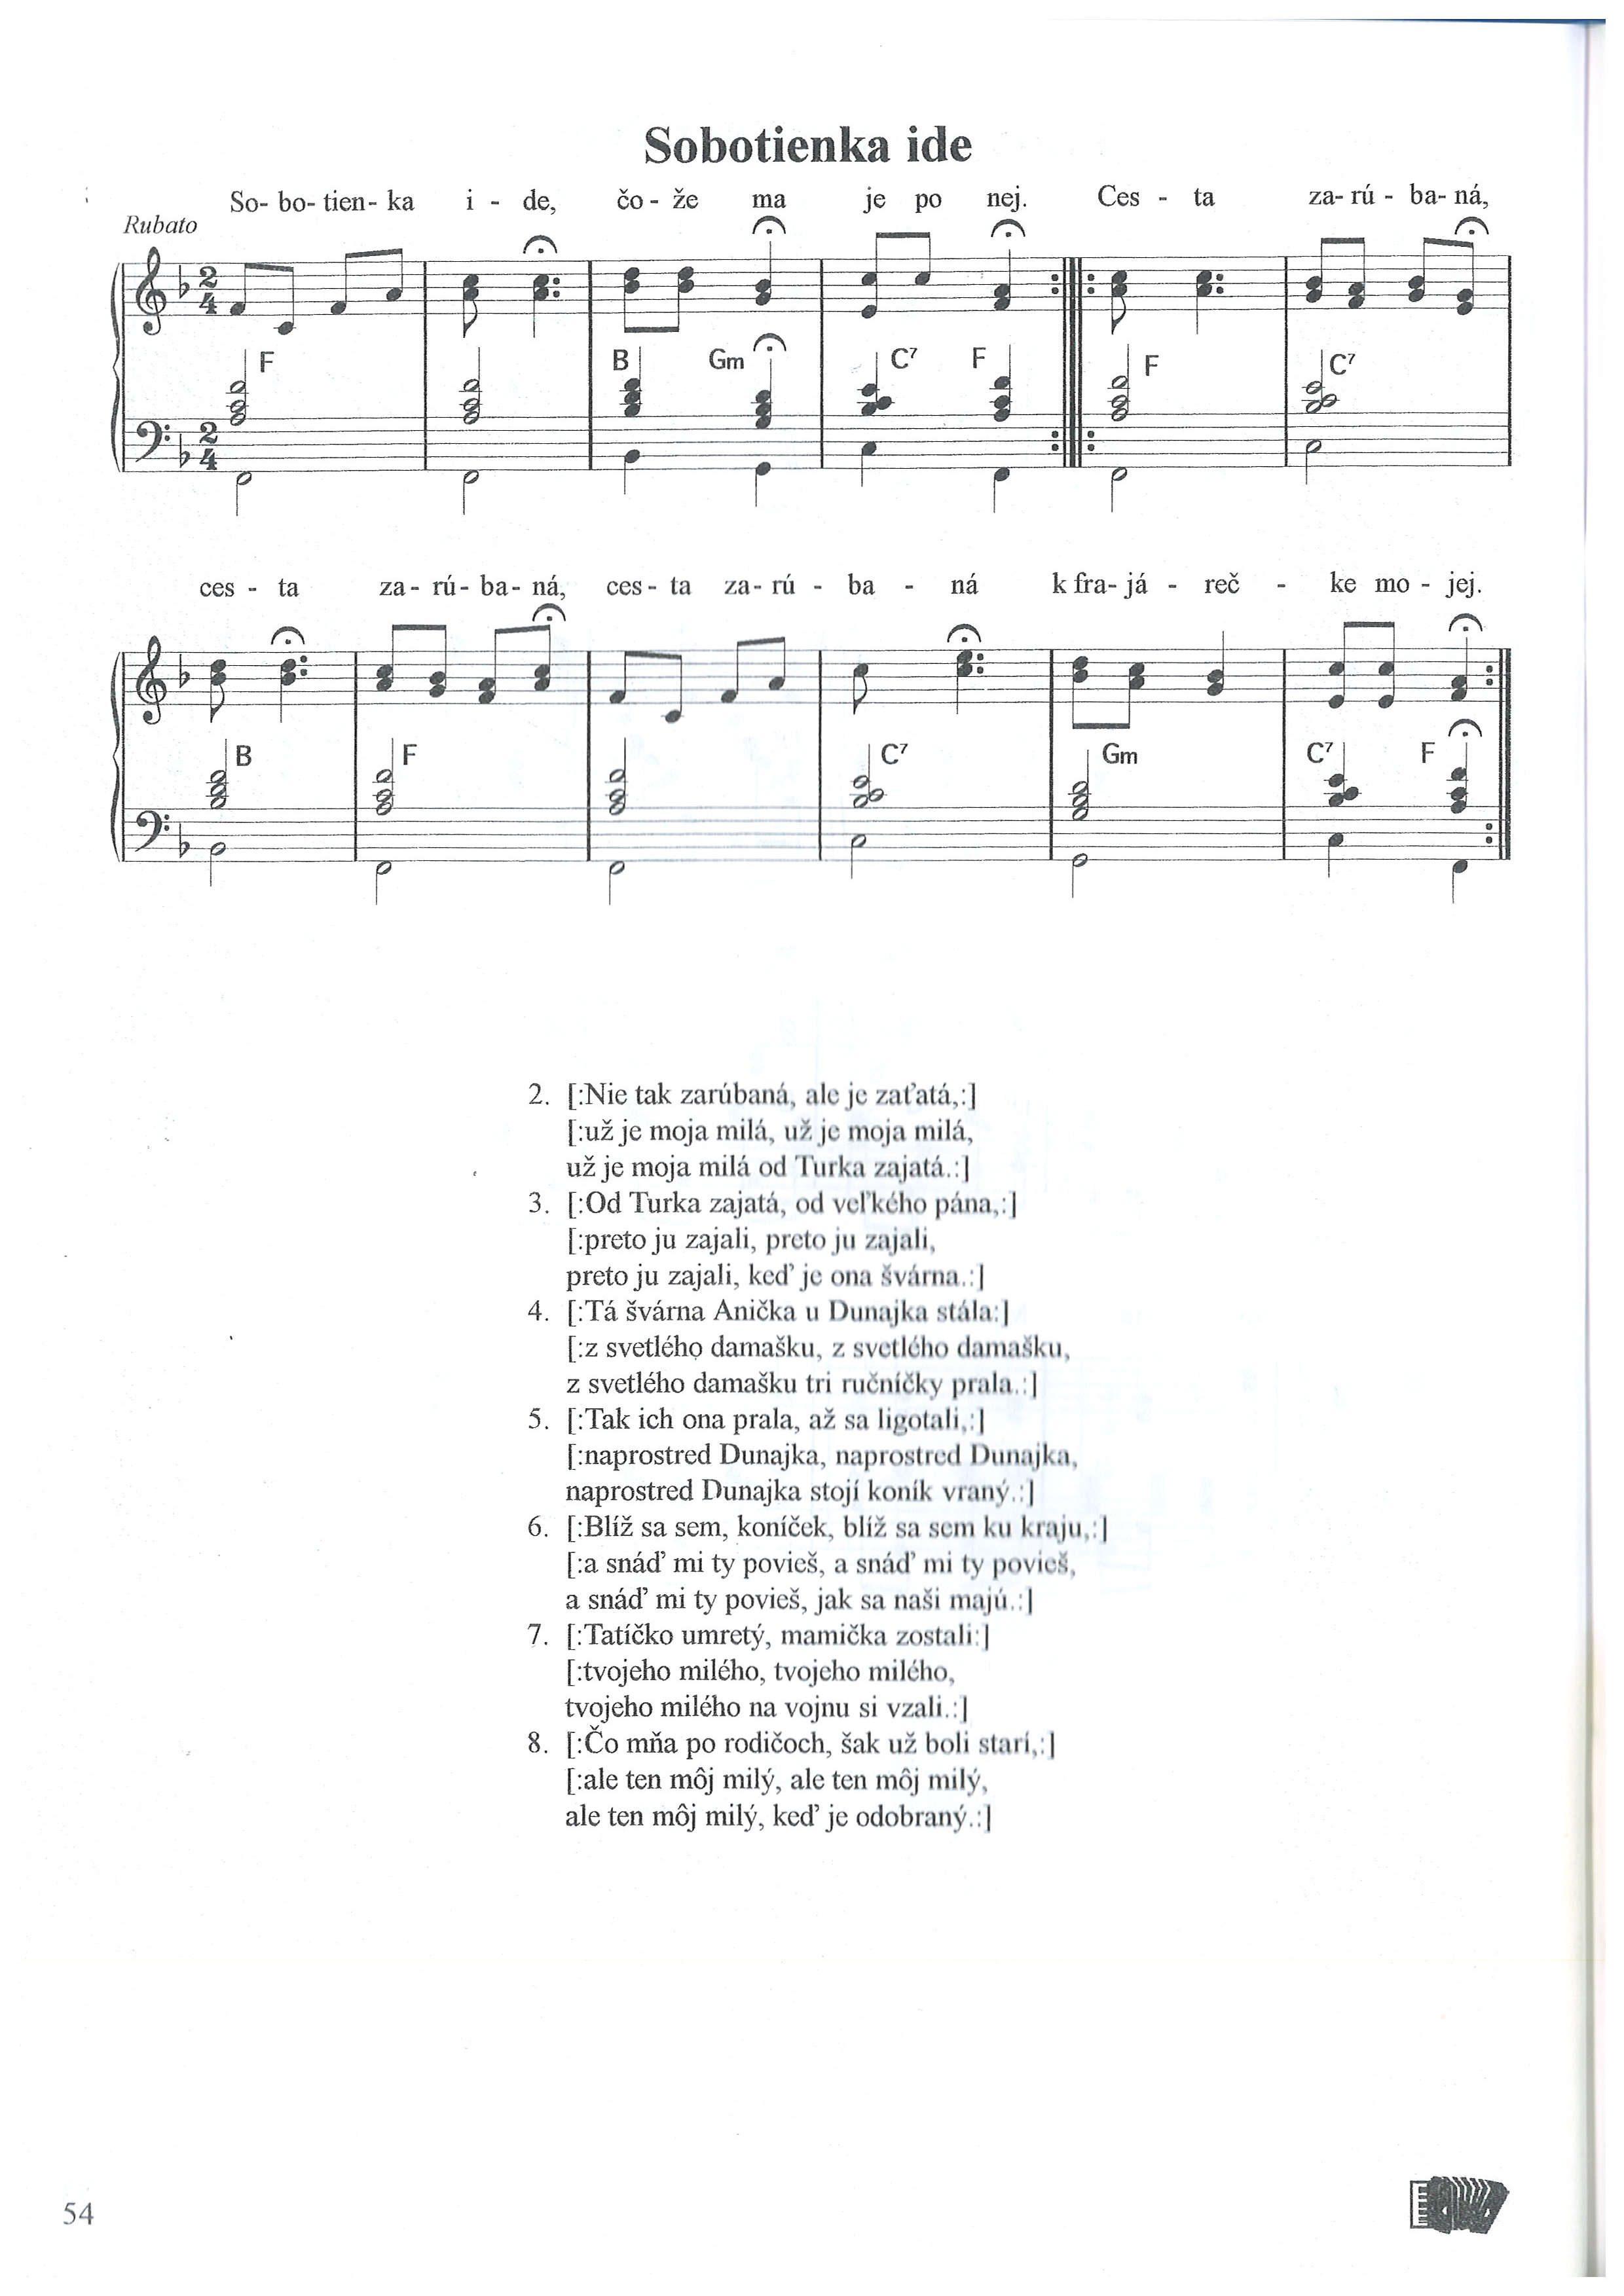 Sobotienka ide
So- bo- tien- ka i - de, čo - že ma je po nej. Ces - ta za- rú - ba- ná,
Rubato
2 4
F B Gm C7 F F C7
2 4
ces - ta za- rú- ba- ná, ces- ta za- rú - ba - ná k fra- já - reč - ke mo - jej.
B F C7 Gm C7 F
2. [:Nie tak zarúbaná, ale je zaťatá,:]
[:už je moja milá, už je moja milá,
už je moja milá od Turka zajatá.:]
3. [:Od Turka zajatá, od veľkého pána,:]
[:preto ju zajali, preto ju zajali,
preto ju zajali, keď je ona švárna.:]
4. [:Tá švárna Anička u Dunajka stála:]
[:z svetlého damašku, z svetlého damašku,
z svetlého damašku tri ručníčky prala.:]
5. [:Tak ich ona prala, až sa ligotali,:]
[:naprostred Dunajka, naprostred Dunajka,
naprostred Dunajka stojí koník vraný.:]
6. [:Blíž sa sem, koníček, blíž sa sem ku kraju,:]
[:a snáď mi ty povieš, a snáď mi ty povieš,
a snáď mi ty povieš, jak sa naši majú.:]
7. [:Tatíčko umretý, mamička zostali:]
[:tvojeho milého, tvojeho milého,
tvojeho milého na vojnu si vzali.:]
8. [:Čo mňa po rodičoch, šak už boli starí,:]
[:ale ten môj milý, ale ten môj milý,
ale ten môj milý, keď je odobraný.:]
54